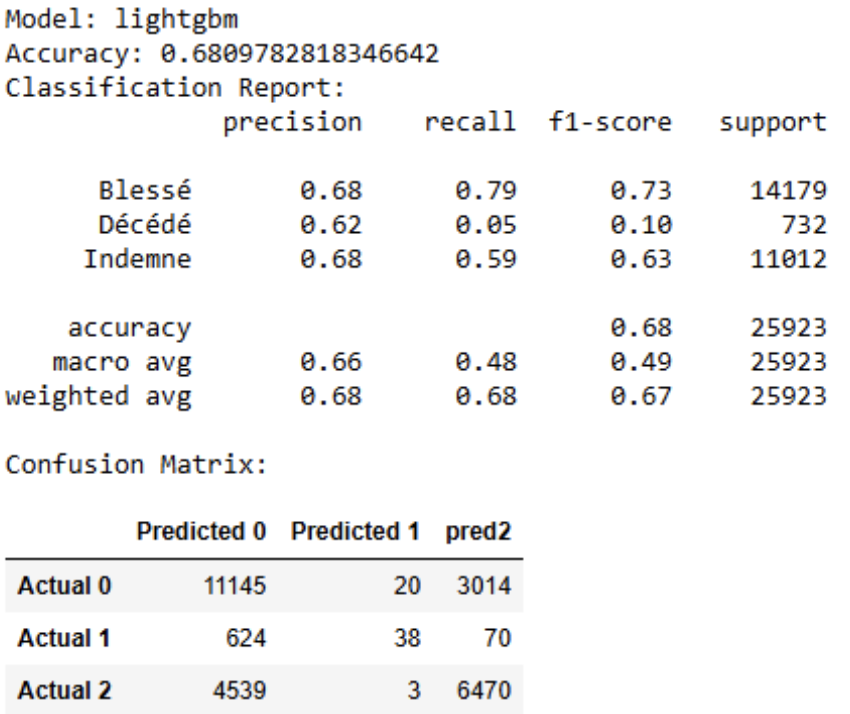 Model: lightgbm
Accuracy: 0.6809782818346642
Classification Report:
precision recall f1-score support
Blessé 0.68 0.79 0.73 14179
Décédé 0.62 0.05 0.10 732
Indemne 0.68 0.59 0.63 11012
accuracy 0.68 25923
macro avg 0.66 0.48 0.49 25923
weighted avg 0.68 0.68 0.67 25923
Confusion Matrix:
Predicted 0 Predicted 1 pred2
Actual 0 11145 20 3014
Actual 1 624 38 70
Actual 2 4539 3 6470